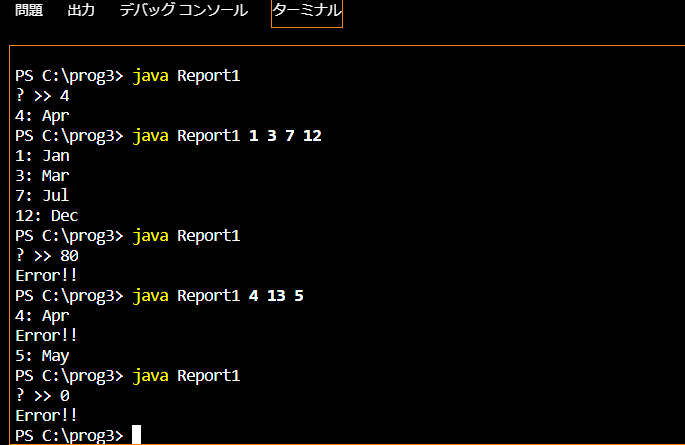 問題 出力 デバッグ コンソール ターミナル
PS C:\prog3> java Report1
? >> 4
4: Apr
PS C:\prog3> java Report1 1 3 7 12
1: Jan
3: Mar
7: Jul
12: Dec
PS C:\prog3> java Report1
? >> 80
Error!!
PS C:\prog3> java Report1 4 13 5
4: Apr
Error!!
5: May
PS C:\prog3> java Report1
? >> 0
Error!!
PS C:\prog3>